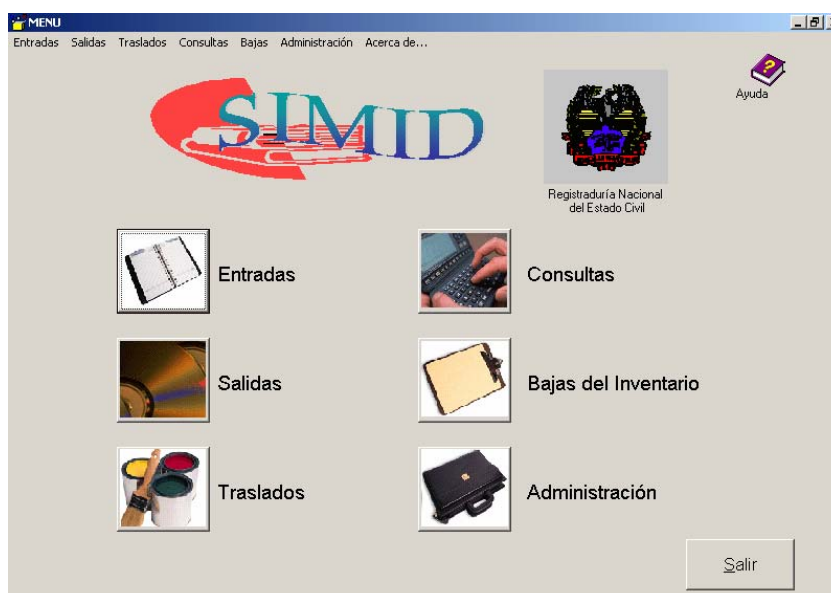 MENU
Entradas Salidas Traslados Consultas Bajas Administración Acerca de...
Ayuda
SIMID
Registraduría Nacional
del Estado Civil
Entradas
Consultas
Salidas
Bajas del Inventario
Traslados
Administración
Salir